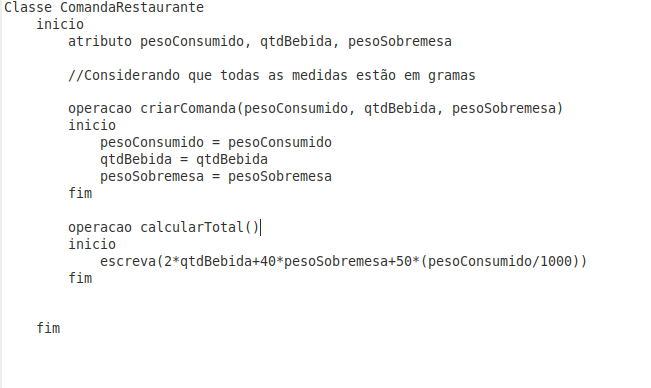 Classe ComandaRestaurante
inicio
atributo pesoConsumido, qtdBebida, pesoSobremesa
//Considerando que todas as medidas estão em gramas
operacao criarComanda(pesoConsumido, qtdBebida, pesoSobremesa)
inicio
pesoConsumido = pesoConsumido
qtdBebida = qtdBebida
pesoSobremesa = pesoSobremesa
fim
operacao calcularTotal()
inicio
escreva(2*qtdBebida+40*pesoSobremesa+50*(pesoConsumido/1000))
fim
fim